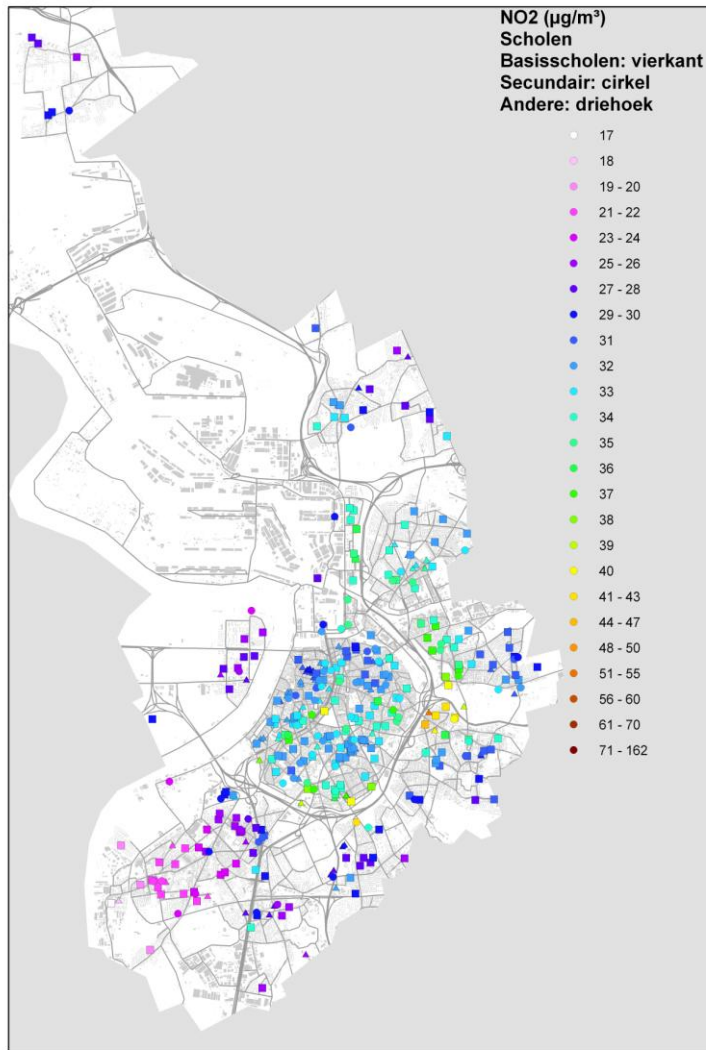 NO2 (µg/m³)
Scholen
Basisscholen: vierkant
Secundair: cirkel
Andere: driehoek
17
18
19 - 20
21 - 22
23 - 24
25 - 26
27 - 28
29 - 30
31
32
33
34
35
36
37
38
39
40
41 - 43
44 - 47
48 - 50
51 - 55
56 - 60
61 - 70
71 - 162